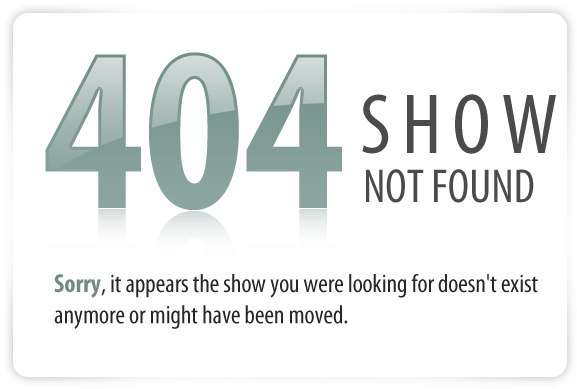 404 SHOW
NOT FOUND
Sorry, it appears the show you were looking for doesn't exist
anymore or might have been moved.